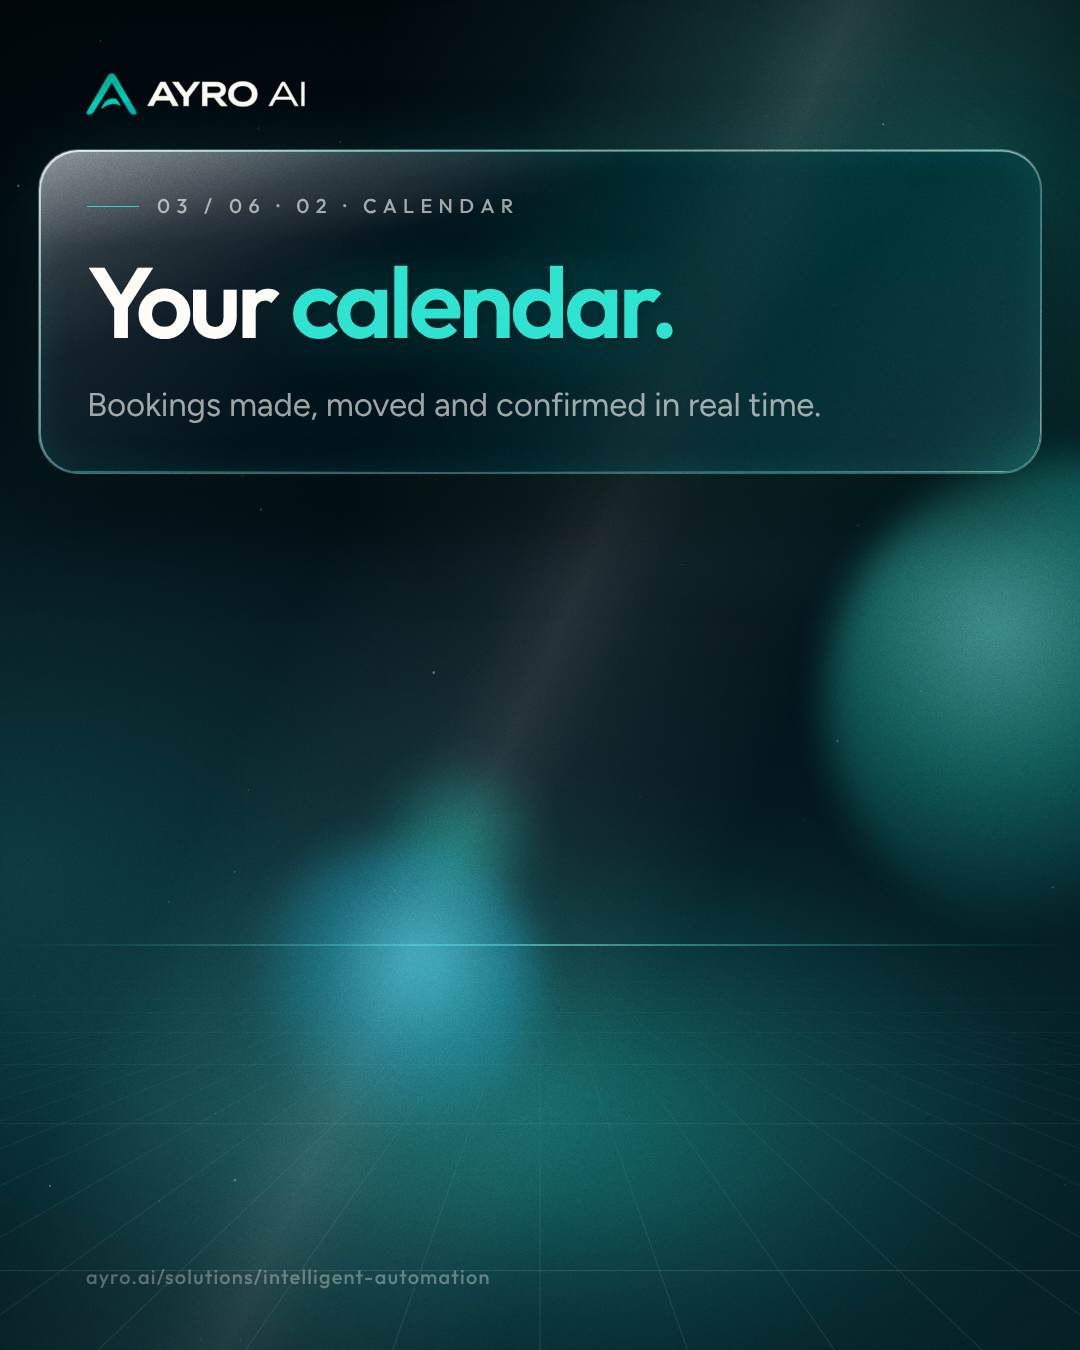 AYRO AI
03 / 06 · 02 · CALENDAR
Your calendar.
Bookings made, moved and confirmed in real time.
ayro.ai/solutions/intelligent-automation